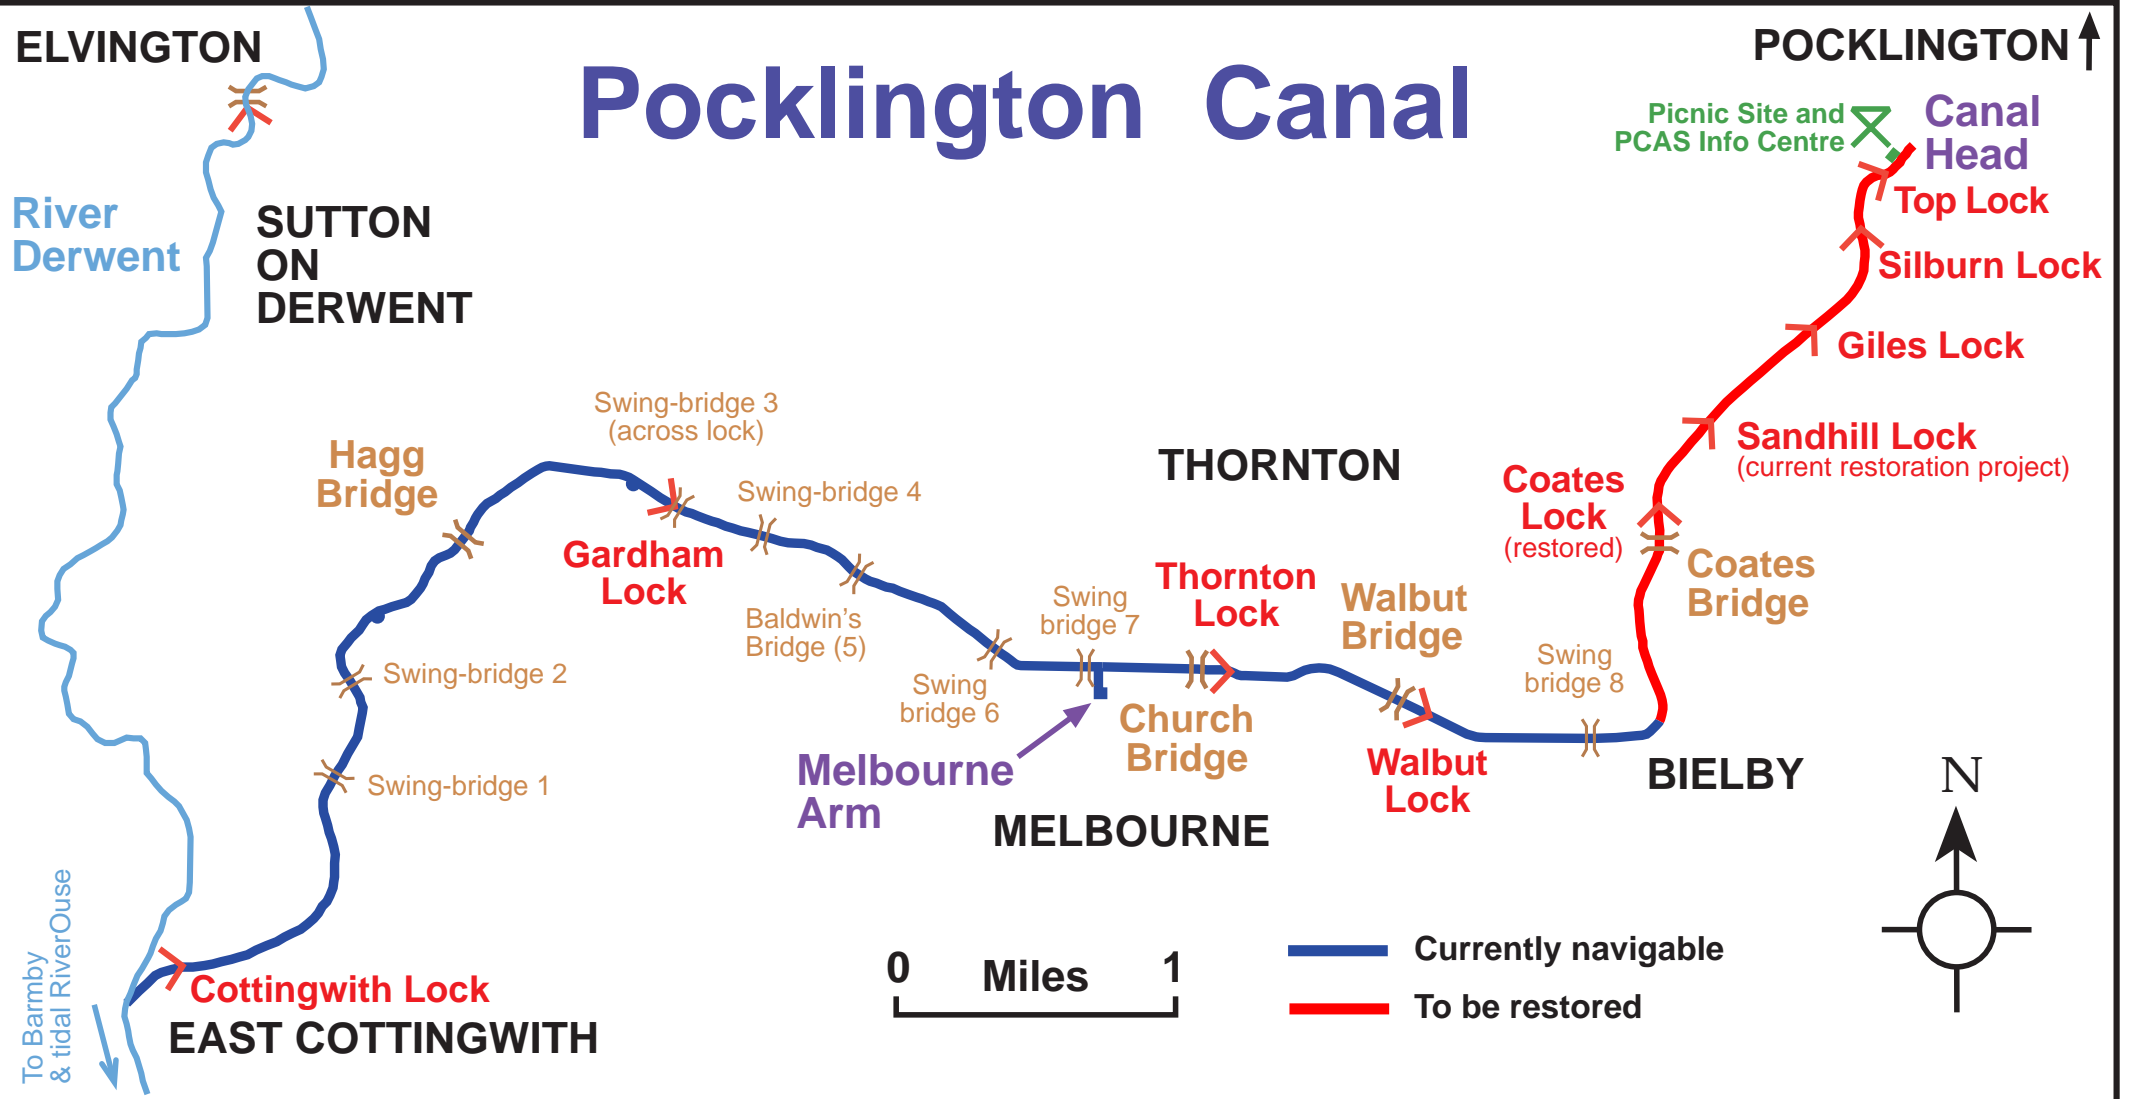 ELVINGTON
Pocklington Canal
POCKLINGTON
Picnic Site and
PCAS Info Centre
Canal
Head
Top Lock
River
Derwent
SUTTON
ON
DERWENT
Silburn Lock
Giles Lock
Swing-bridge 3
(across lock)
Hagg
Bridge
Swing-bridge 4
THORNTON
Sandhill Lock
(current restoration project)
Coates
Lock
(restored)
Gardham
Lock
Coates
Bridge
Thornton
Lock
Walbut
Bridge
Swing
bridge 7
Baldwin’s
Bridge (5)
Swing
bridge 8
Swing-bridge 2
Swing
bridge 6
Church
Bridge
Melbourne
Arm
Walbut
Lock
BIELBY
Swing-bridge 1
MELBOURNE
N
To Barmby
& tidal RiverOuse
Cottingwith Lock
EAST COTTINGWITH
0 Miles 1
Currently navigable
To be restored